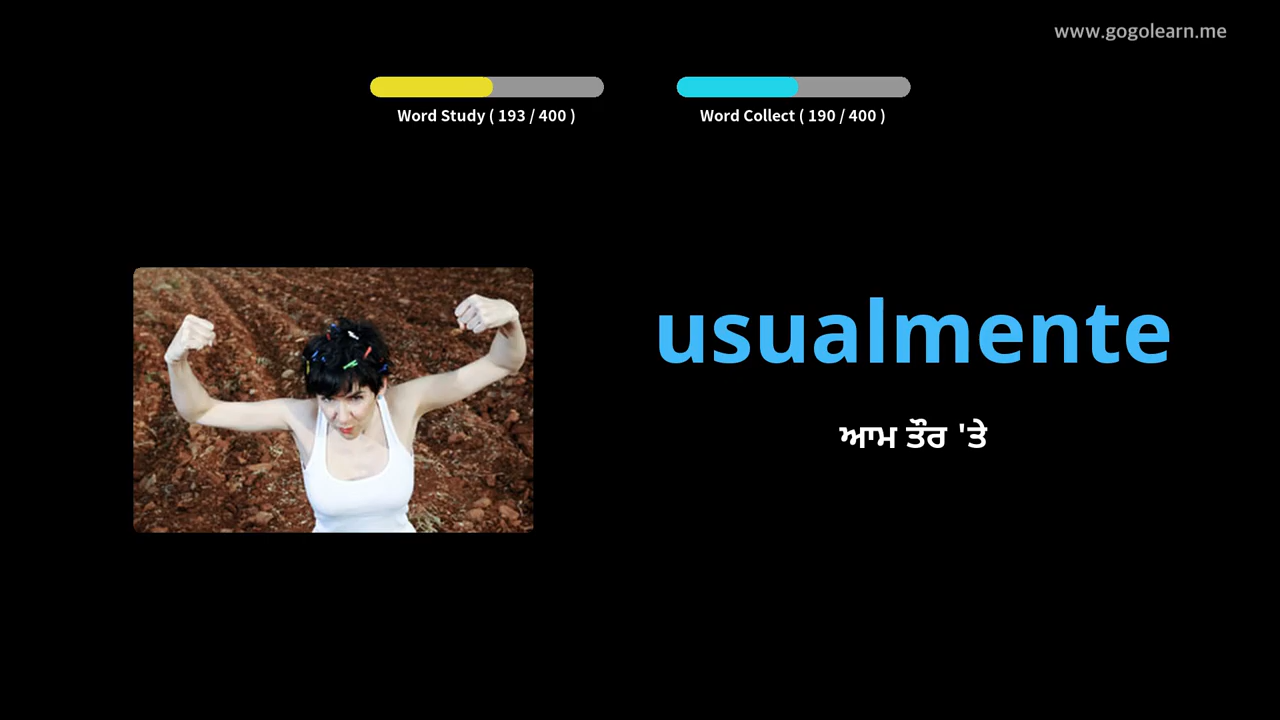 www.gogolearn.me
Word Study ( 193 / 400 )
Word Collect ( 190 / 400 )
usualmente
ਆਮ ਤੌਰ 'ਤੇ